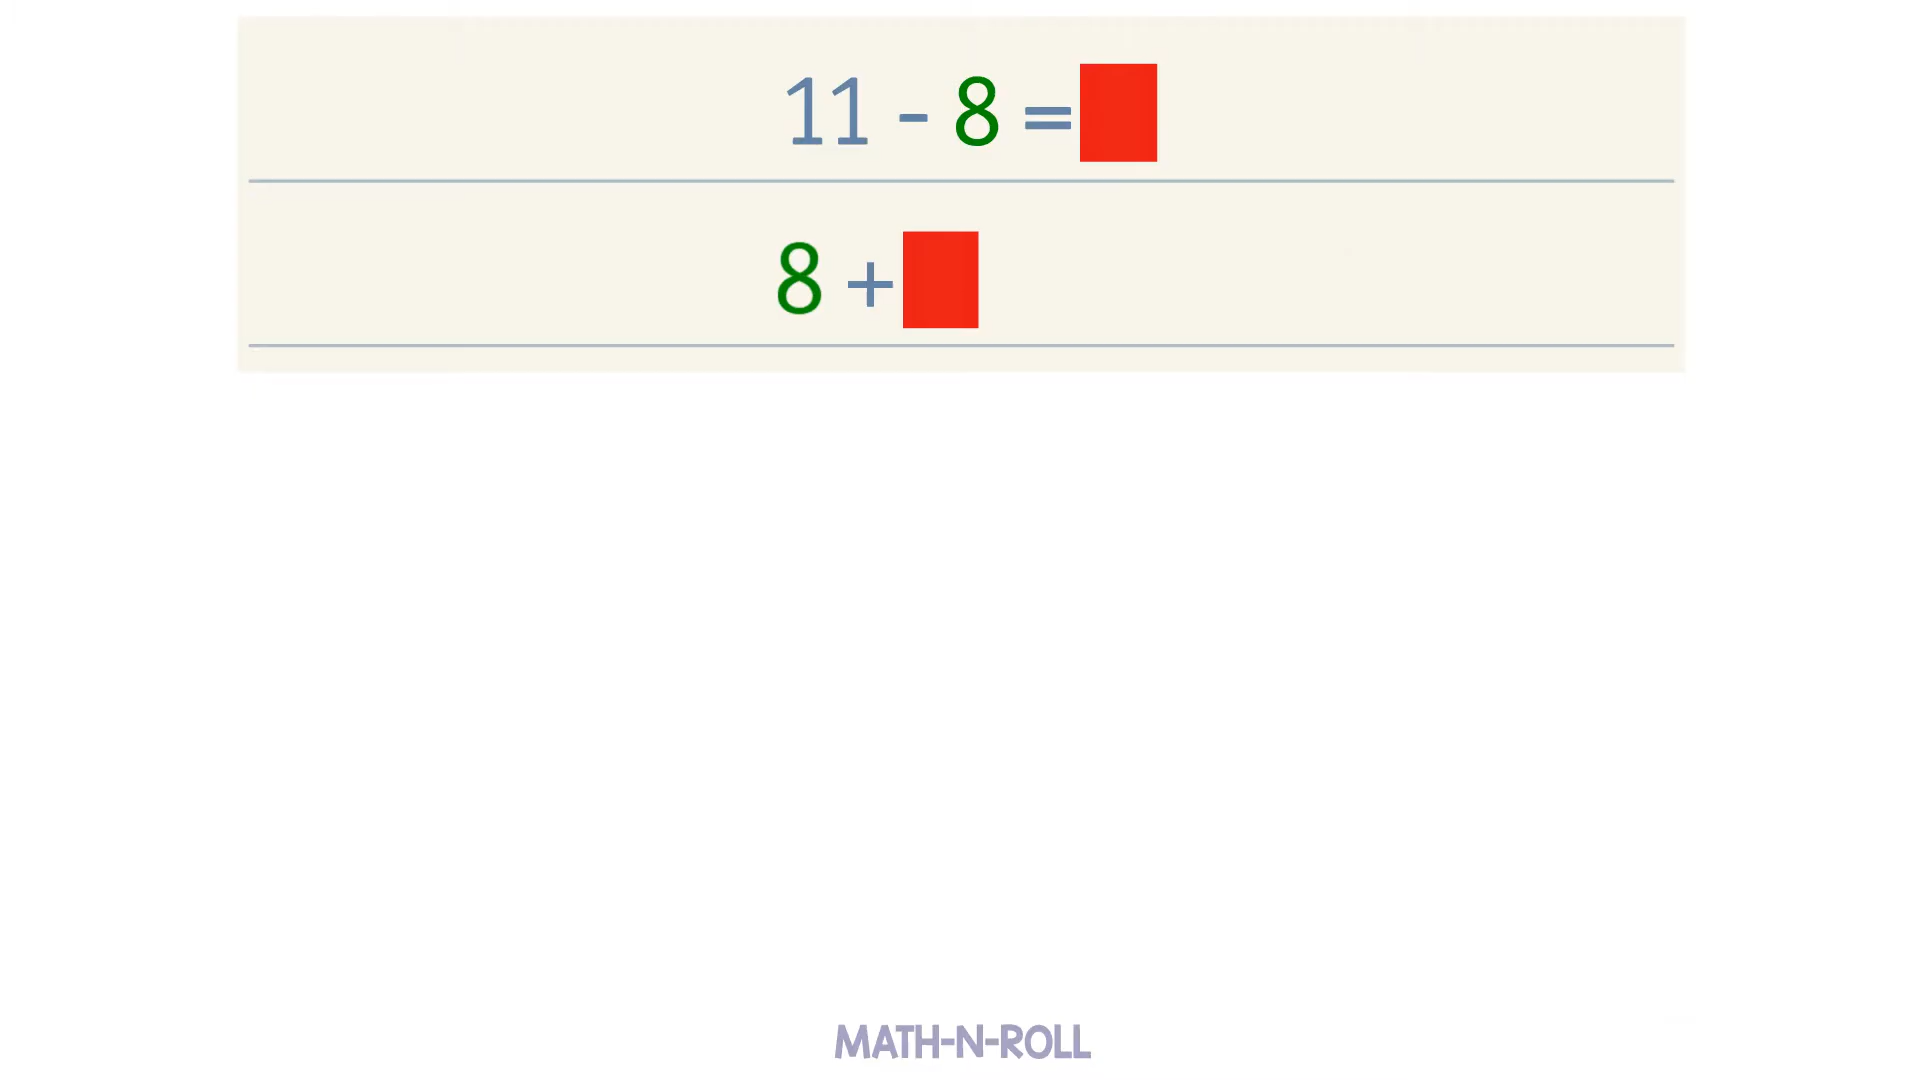 11 - 8 =
8 +
MATH-N-ROLL